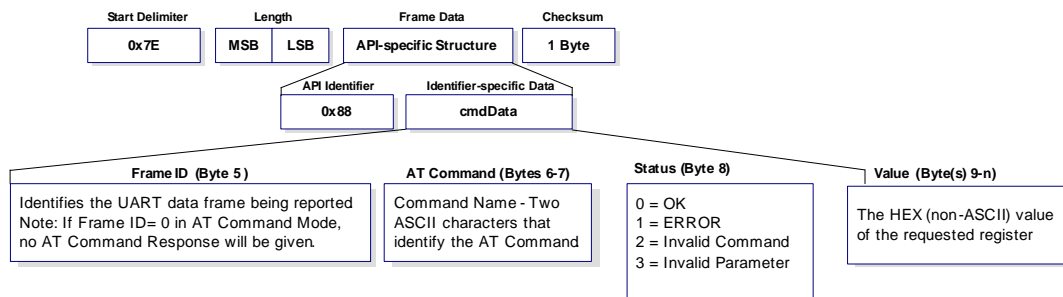 Start Delimiter
Length
Frame Data
Checksum
0x7E
MSB
LSB
API-specific Structure
1 Byte
API Identifier
Identifier-specific Data
0x88
cmdData
Frame ID (Byte 5 )
Identifies the UART data frame being reported
Note: If Frame ID= 0 in AT Command Mode,
no AT Command Response will be given.
AT Command (Bytes 6-7)
Command Name - Two
ASCII characters that
identify the AT Command
Status (Byte 8)
0 = OK
1 = ERROR
2 = Invalid Command
3 = Invalid Parameter
Value (Byte(s) 9-n)
The HEX (non-ASCII) value
of the requested register